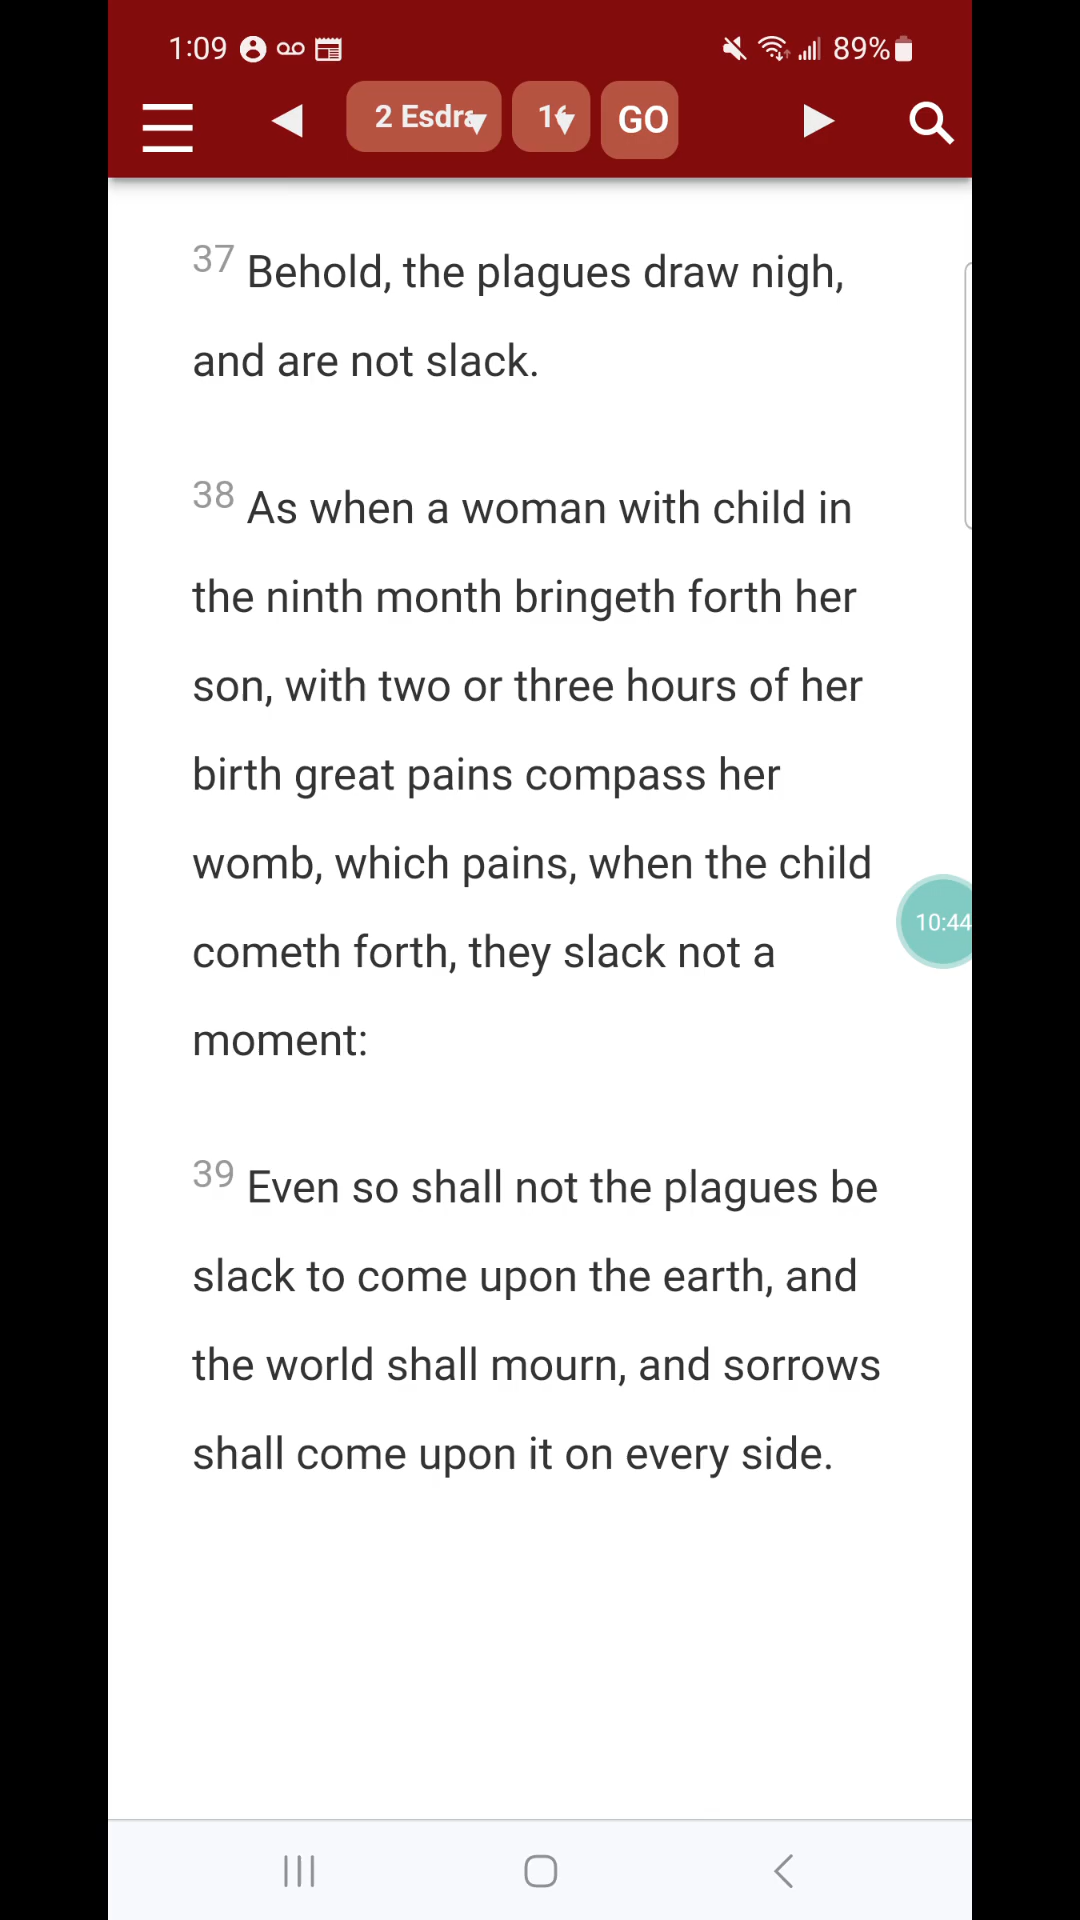 1:09 89%
2 Esdra 16 GO
37 Behold, the plagues draw nigh,
and are not slack.
38 As when a woman with child in
the ninth month bringeth forth her
son, with two or three hours of her
birth great pains compass her
womb, which pains, when the child
cometh forth, they slack not a
moment:
10:44
39 Even so shall not the plagues be
slack to come upon the earth, and
the world shall mourn, and sorrows
shall come upon it on every side.